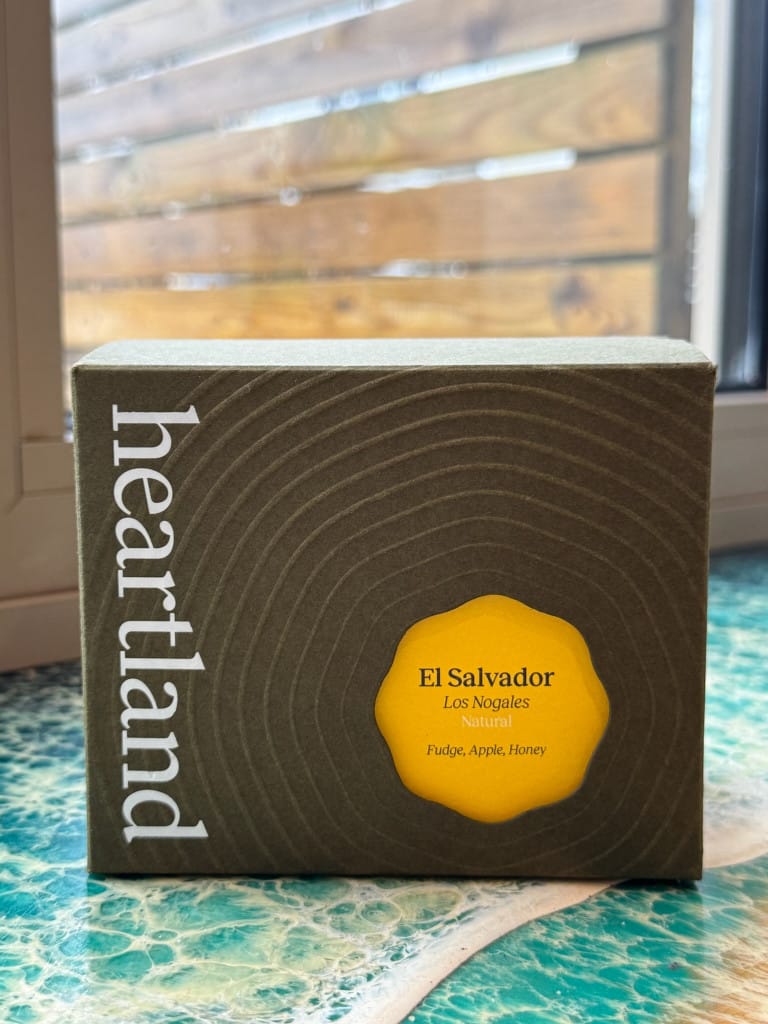 heartland
El Salvador
Los Nogales
Natural
Fudge, Apple, Honey